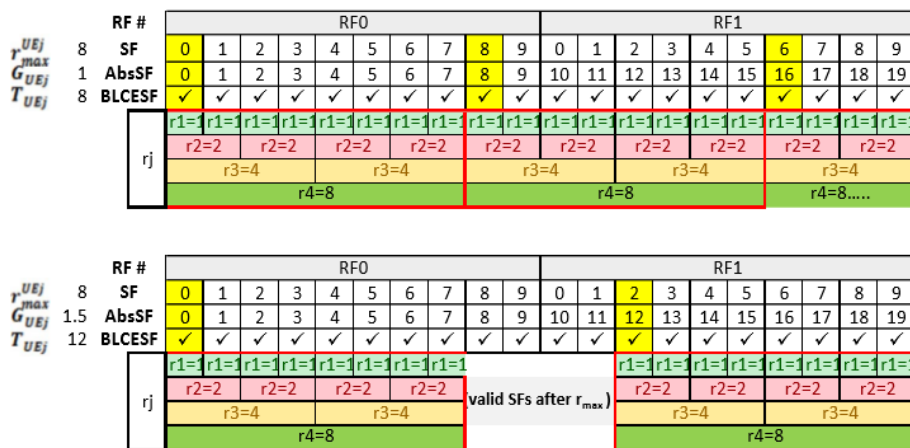 RF # RF0 RF1
r_max^UEj 8 SF 0 1 2 3 4 5 6 7 8 9 0 1 2 3 4 5 6 7 8 9
G_UEj 1 AbsSF 0 1 2 3 4 5 6 7 8 9 10 11 12 13 14 15 16 17 18 19
T_UEj 8 BLCESF ✓ ✓ ✓ ✓ ✓ ✓ ✓ ✓ ✓ ✓ ✓ ✓ ✓ ✓ ✓ ✓ ✓ ✓ ✓ ✓
r1=1 r1=1 r1=1 r1=1 r1=1 r1=1 r1=1 r1=1 r1=1 r1=1 r1=1 r1=1 r1=1 r1=1 r1=1 r1=1 r1=1 r1=1 r1=1 r1=1
rj r2=2 r2=2 r2=2 r2=2 r2=2 r2=2 r2=2 r2=2 r2=2 r2=2
r3=4 r3=4 r3=4 r3=4 r3=4
r4=8 r4=8 r4=8.....
RF # RF0 RF1
r_max^UEj 8 SF 0 1 2 3 4 5 6 7 8 9 0 1 2 3 4 5 6 7 8 9
G_UEj 1.5 AbsSF 0 1 2 3 4 5 6 7 8 9 10 11 12 13 14 15 16 17 18 19
T_UEj 12 BLCESF ✓ ✓ ✓ ✓ ✓ ✓ ✓ ✓ ✓ ✓ ✓ ✓ ✓ ✓ ✓ ✓ ✓ ✓ ✓ ✓
r1=1 r1=1 r1=1 r1=1 r1=1 r1=1 r1=1 r1=1 r1=1 r1=1 r1=1 r1=1 r1=1 r1=1 r1=1 r1=1
rj r2=2 r2=2 r2=2 r2=2 (valid SFs after r_max) r2=2 r2=2 r2=2 r2=2
r3=4 r3=4 r3=4 r3=4
r4=8 r4=8